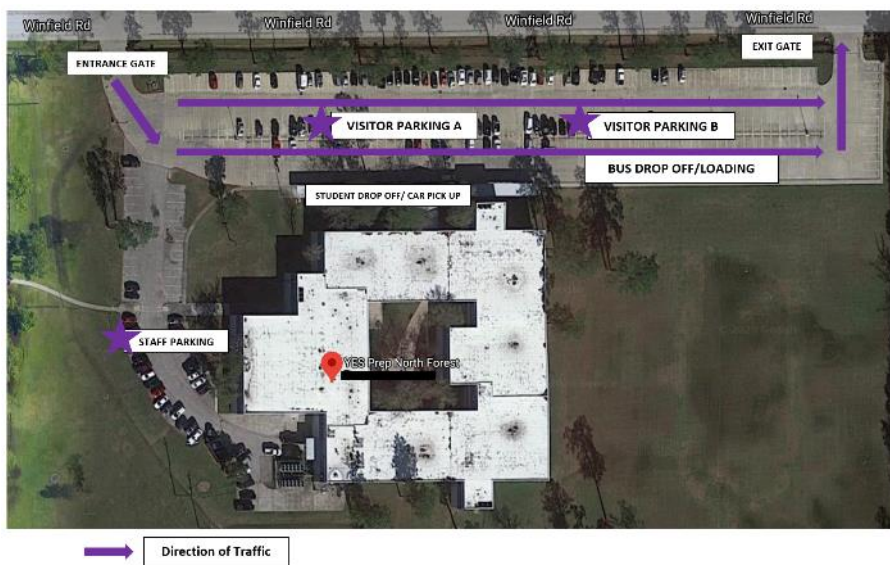 Winfield Rd
Winfield Rd
Winfield Rd
Winfield Rd
ENTRANCE GATE
EXIT GATE
VISITOR PARKING A
VISITOR PARKING B
BUS DROP OFF/LOADING
STUDENT DROP OFF/ CAR PICK UP
STAFF PARKING
YES Prep North Forest
Direction of Traffic